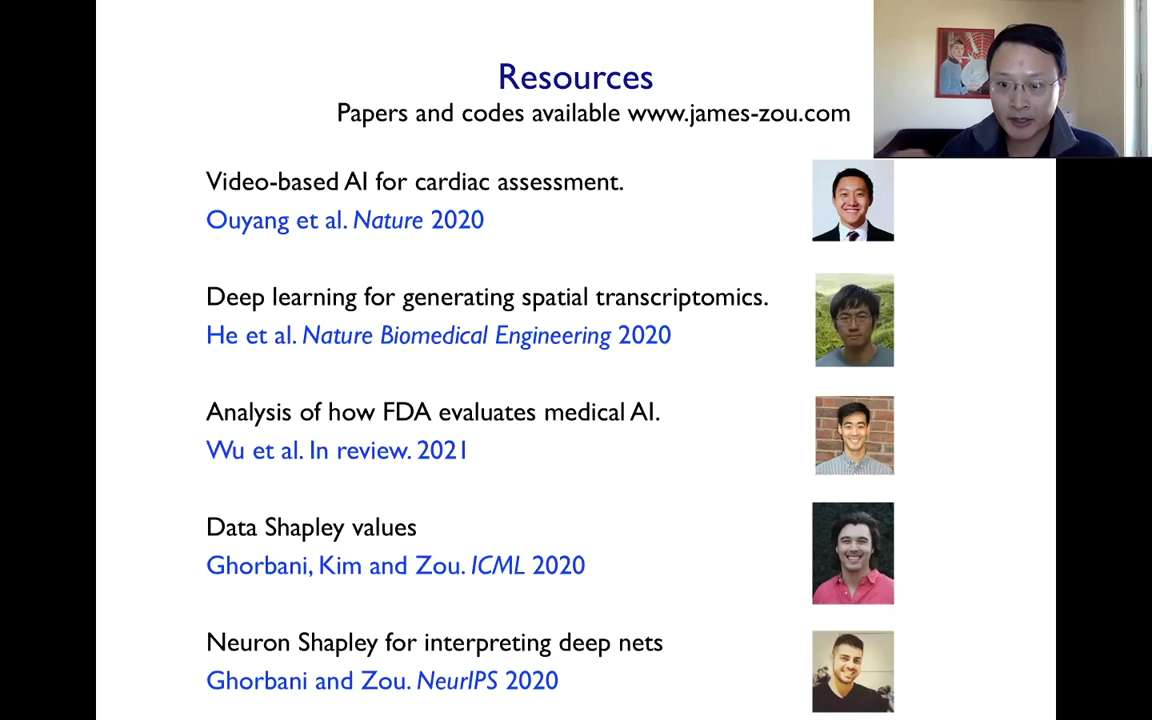 Resources
Papers and codes available www.james-zou.com
Video-based AI for cardiac assessment.
Ouyang et al. Nature 2020
Deep learning for generating spatial transcriptomics.
He et al. Nature Biomedical Engineering 2020
Analysis of how FDA evaluates medical AI.
Wu et al. In review. 2021
Data Shapley values
Ghorbani, Kim and Zou. ICML 2020
Neuron Shapley for interpreting deep nets
Ghorbani and Zou. NeurIPS 2020